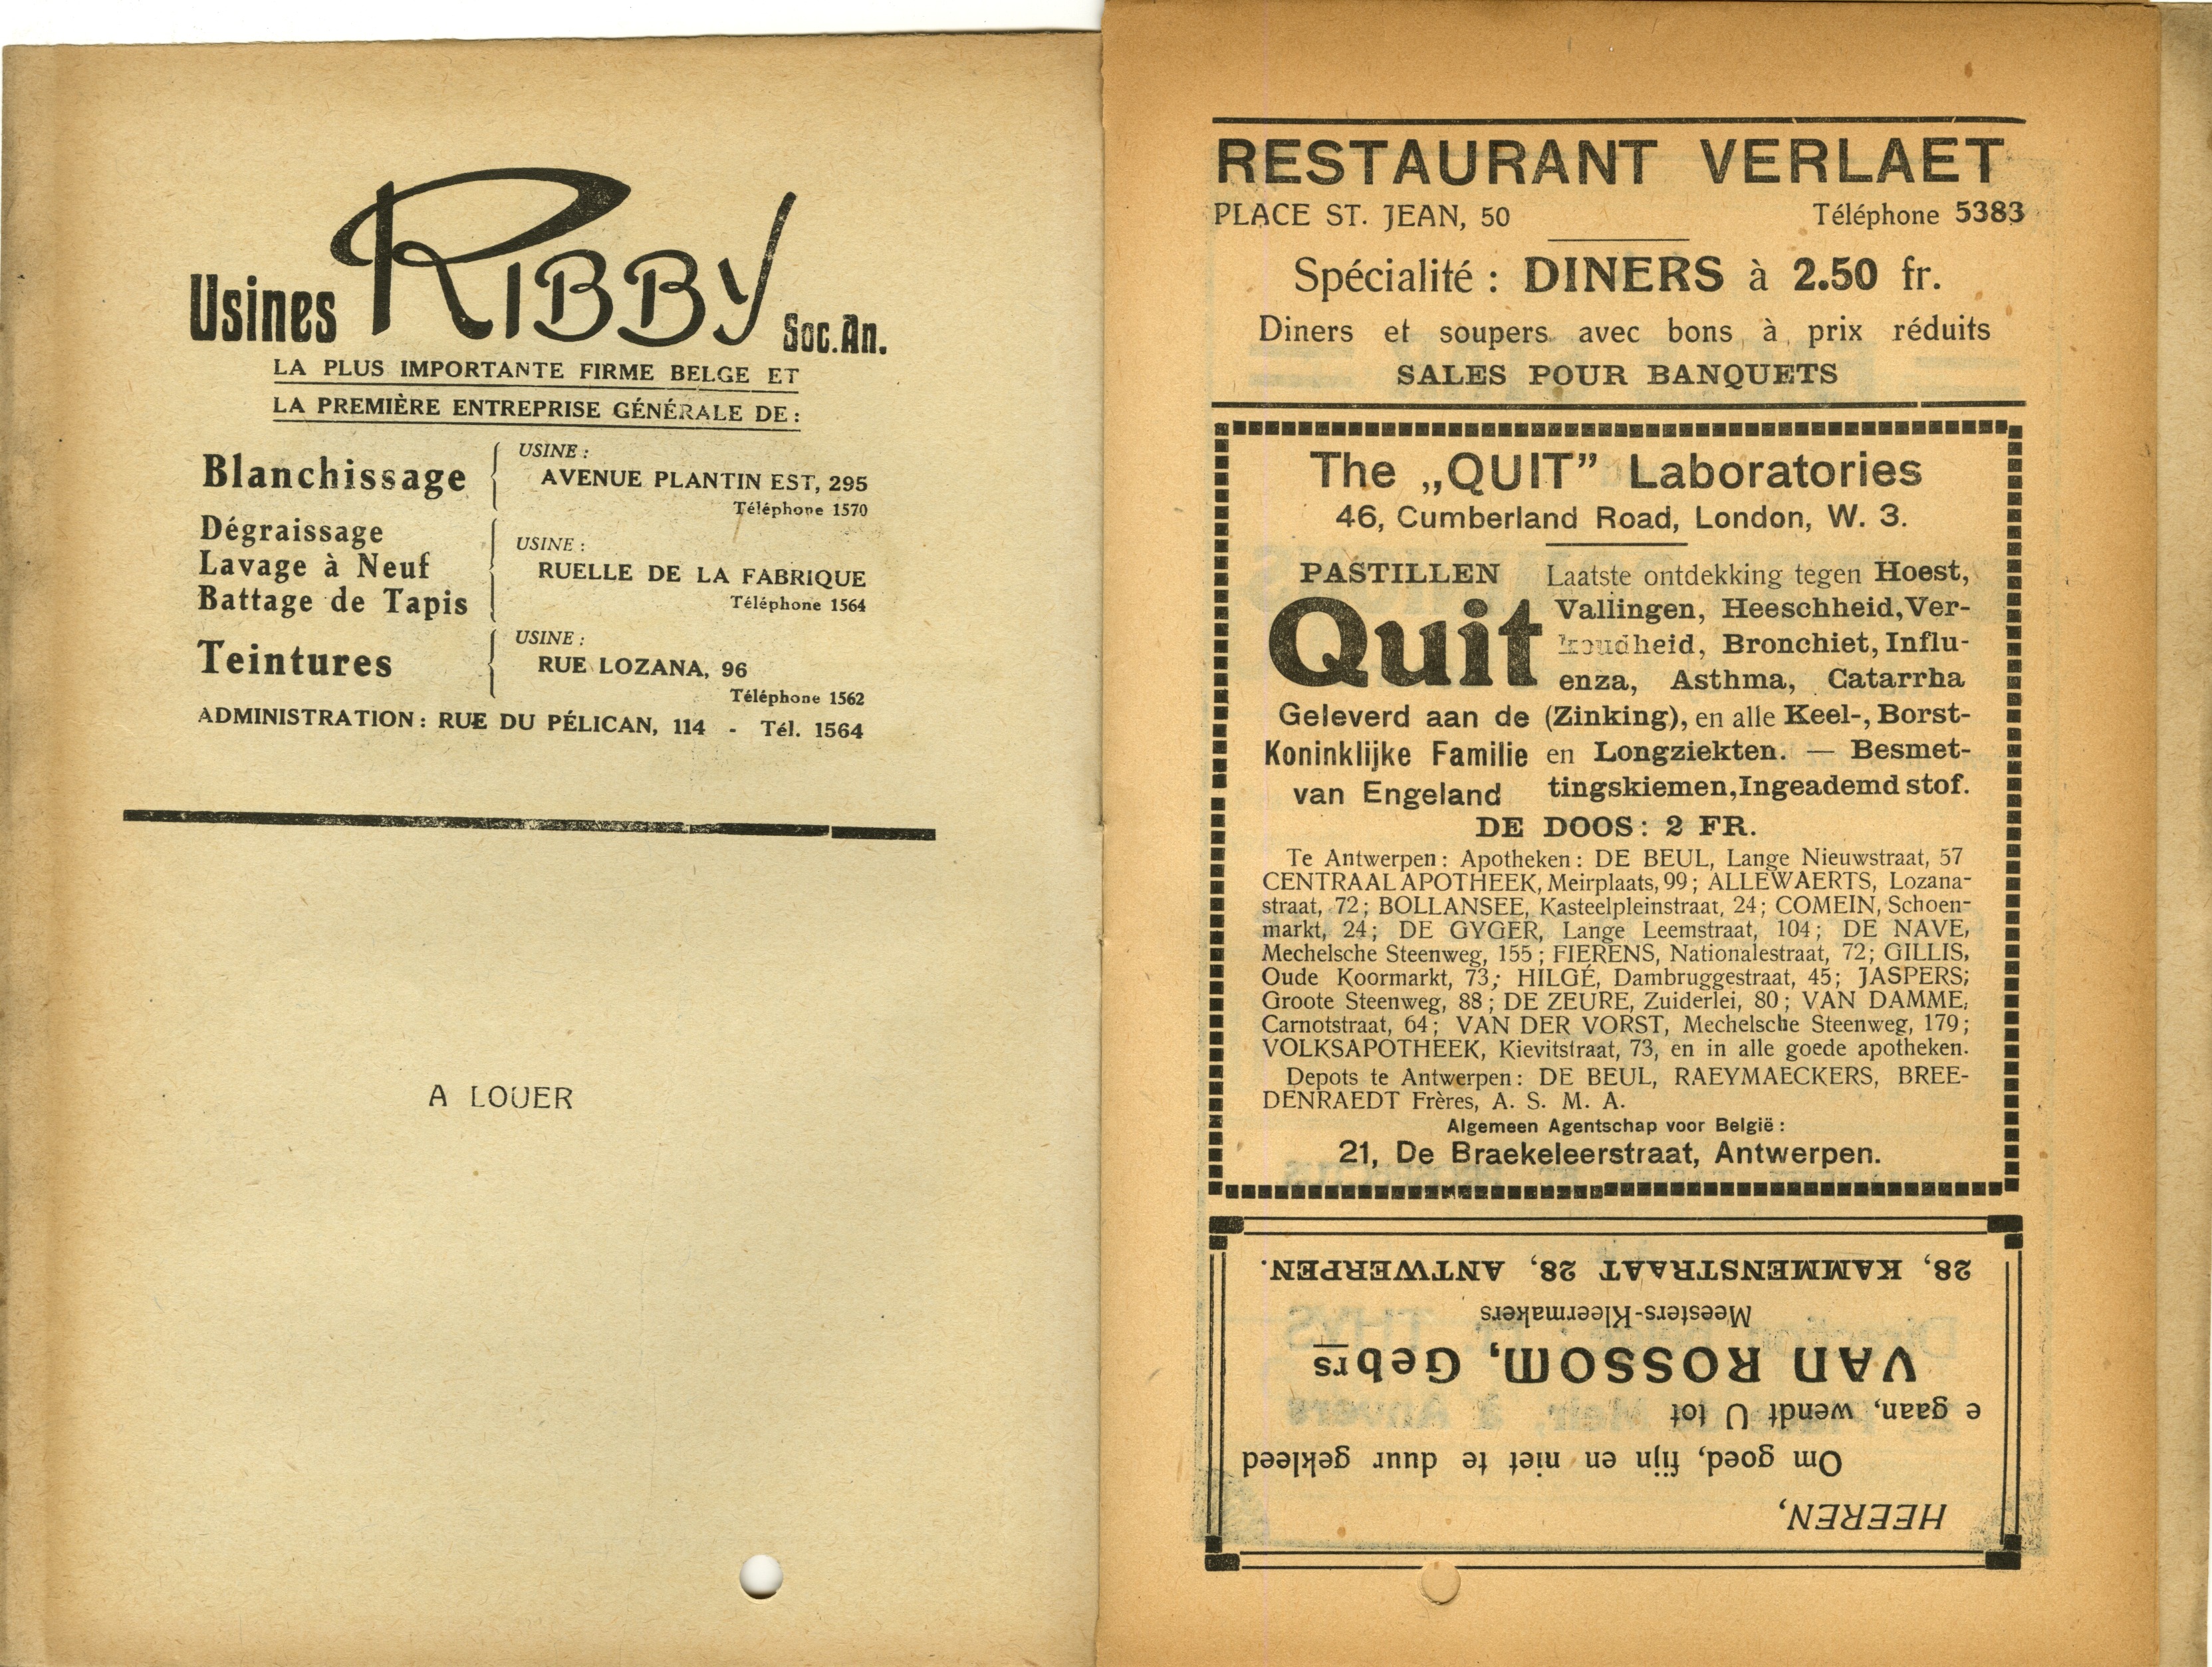 Usines RIBBY Soc.An.
LA PLUS IMPORTANTE FIRME BELGE ET
LA PREMIÈRE ENTREPRISE GÉNÉRALE DE :
Blanchissage
USINE :
AVENUE PLANTIN EST, 295
Téléphone 1570
Dégraissage
Lavage à Neuf
Battage de Tapis
USINE :
RUELLE DE LA FABRIQUE
Téléphone 1564
Teintures
USINE :
RUE LOZANA, 96
Téléphone 1562
ADMINISTRATION : RUE DU PÉLICAN, 114 - Tél. 1564
A LOUER
RESTAURANT VERLAET
PLACE ST. JEAN, 50 Téléphone 5383
Spécialité : DINERS à 2.50 fr.
Diners et soupers avec bons à prix réduits
SALES POUR BANQUETS
The „QUIT” Laboratories
46, Cumberland Road, London, W. 3.
PASTILLEN
Quit
Geleverd aan de
Koninklijke Familie
van Engeland
Laatste ontdekking tegen Hoest,
Vallingen, Heeschheid, Ver-
koudheid, Bronchiet, Influ-
enza, Asthma, Catarrha
(Zinking), en alle Keel-, Borst-
en Longziekten. — Besmet-
tingskiemen, Ingeademd stof.
DE DOOS : 2 FR.
Te Antwerpen : Apotheken : DE BEUL, Lange Nieuwstraat, 57
CENTRAAL APOTHEEK, Meirplaats, 99 ; ALLEWAERTS, Lozana-
straat, 72 ; BOLLANSEE, Kasteelpleinstraat, 24 ; COMEIN, Schoen-
markt, 24 ; DE GYGER, Lange Leemstraat, 104 ; DE NAVE,
Mechelsche Steenweg, 155 ; FIERENS, Nationalestraat, 72 ; GILLIS,
Oude Koormarkt, 73 ; HILGÉ, Dambruggestraat, 45 ; JASPERS;
Groote Steenweg, 88 ; DE ZEURE, Zuiderlei, 80 ; VAN DAMME,
Carnotstraat, 64 ; VAN DER VORST, Mechelsche Steenweg, 179 ;
VOLKSAPOTHEEK, Kievitstraat, 73, en in alle goede apotheken.
Depots te Antwerpen : DE BEUL, RAEYMAECKERS, BREE-
DENRAEDT Frères, A. S. M. A.
Algemeen Agentschap voor België :
21, De Braekeleerstraat, Antwerpen.
HEEREN,
Om goed, fijn en niet te duur gekleed
e gaan, wendt U tot
VAN ROSSOM, Gebrs
Meesters-Kleermakers
28, KAMMENSTRAAT 28, ANTWERPEN.